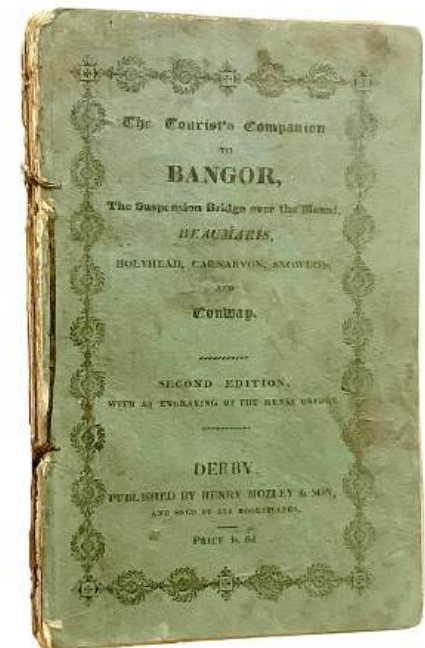 The Tourist's Companion
TO
BANGOR,
The Suspension Bridge over the Menai,
BEAUMARIS,
HOLYHEAD, CARNARVON, SNOWDON,
AND
Conway.
SECOND EDITION,
WITH AN ENGRAVING OF THE MENAI BRIDGE.
DERBY.
PUBLISHED BY HENRY MOZLEY & SON,
AND SOLD BY ALL BOOKSELLERS.
PRICE 1s. 6d